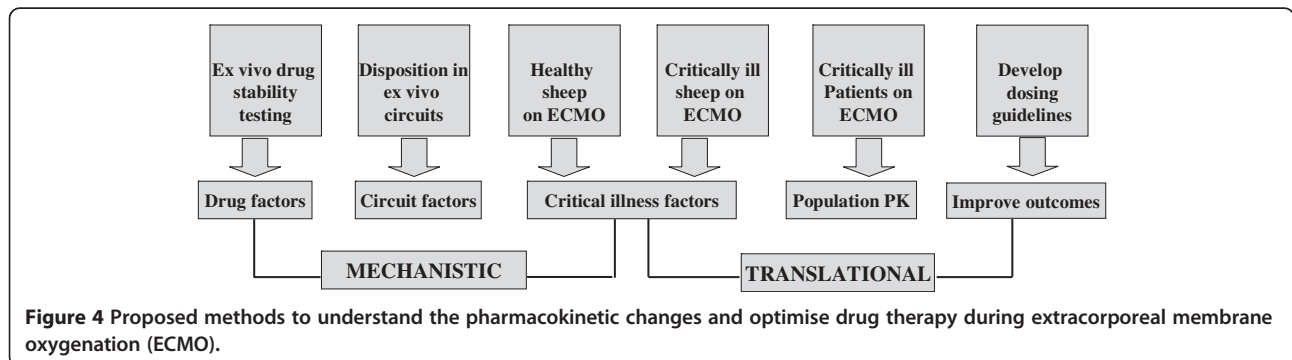 Ex vivo drug
stability
testing
Disposition in
ex vivo
circuits
Healthy
sheep
on ECMO
Critically ill
sheep on
ECMO
Critically ill
Patients on
ECMO
Develop
dosing
guidelines
Drug factors
Circuit factors
Critical illness factors
Population PK
Improve outcomes
MECHANISTIC
TRANSLATIONAL
Figure 4 Proposed methods to understand the pharmacokinetic changes and optimise drug therapy during extracorporeal membrane
oxygenation (ECMO).